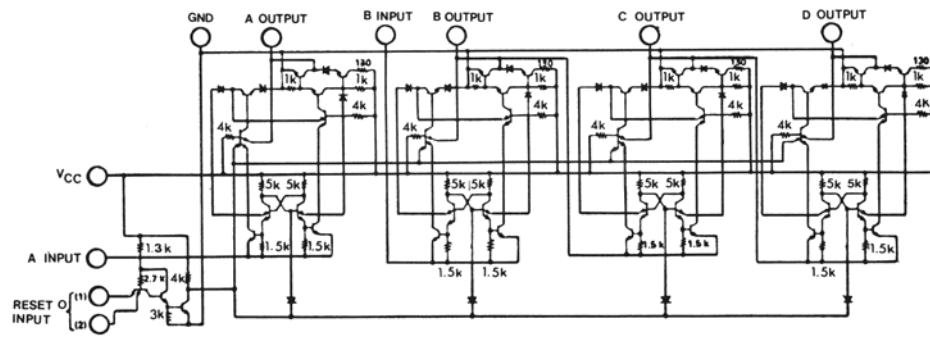 GND A OUTPUT B INPUT B OUTPUT C OUTPUT D OUTPUT
130 130 130 130
1k 1k 1k 1k 1k 1k 1k 1k
4k 4k 4k 4k
4k 4k 4k 4k
VCC
5k 5k 5k 5k 5k 5k 5k 5k
1.3k 1.5k 1.5k 1.5k 1.5k 1.5k
A INPUT
1.5k 1.5k 1.5k
2.7k 4k
RESET O INPUT (1)
(2)
3k